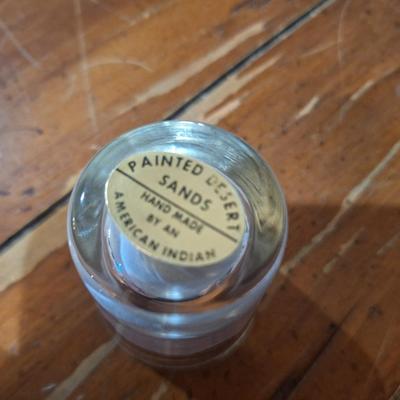 PAINTED DESERT
SANDS
HAND MADE
BY AN
AMERICAN INDIAN